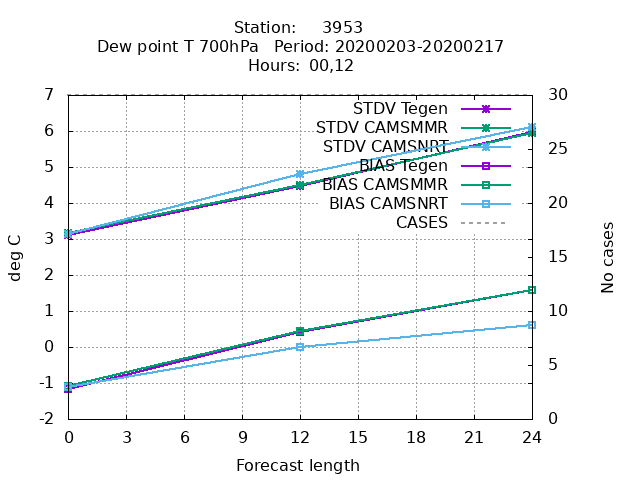 Station: 3953
Dew point T 700hPa Period: 20200203-20200217
Hours: 00,12
7
6
5
4
3
2
1
0
-1
-2
deg C
STDV Tegen
STDV CAMSMMR
STDV CAMSNRT
BIAS Tegen
BIAS CAMSMMR
BIAS CAMSNRT
CASES
30
25
20
15
10
5
0
No cases
0 3 6 9 12 15 18 21 24
Forecast length